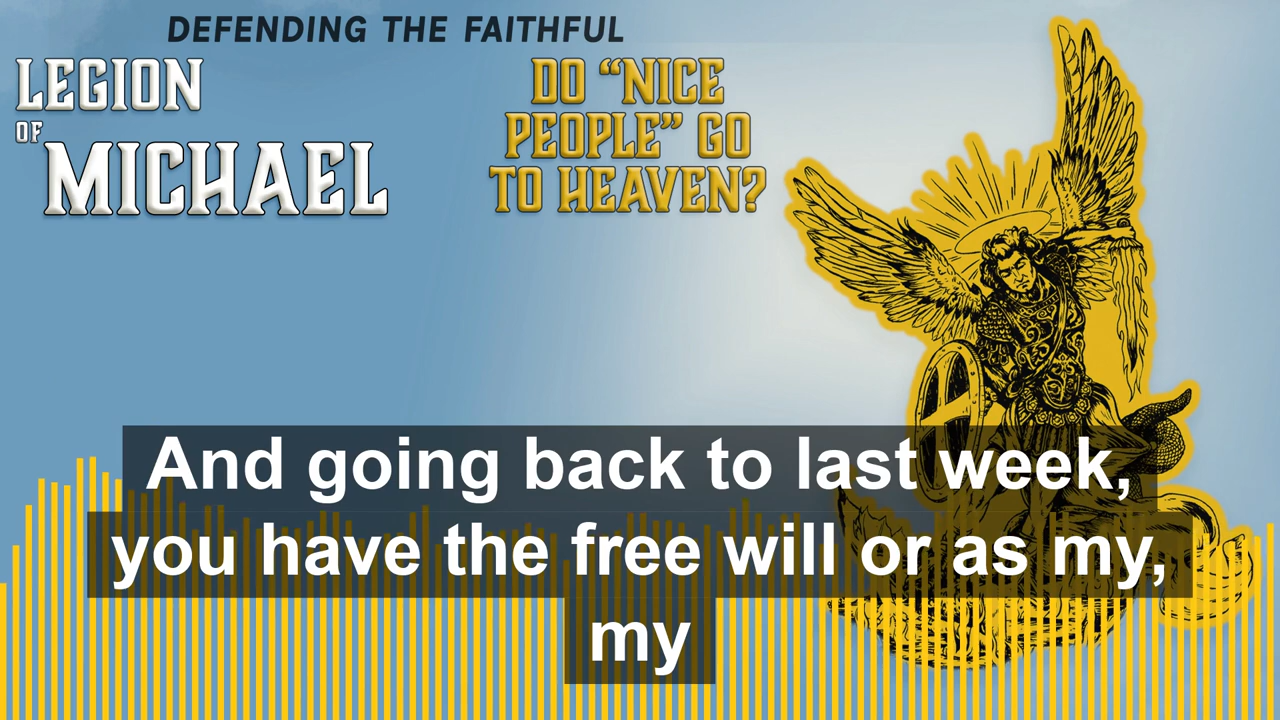 DEFENDING THE FAITHFUL
LEGION
OF
MICHAEL
DO “NICE
PEOPLE” GO
TO HEAVEN?
And going back to last week,
you have the free will or as my,
my